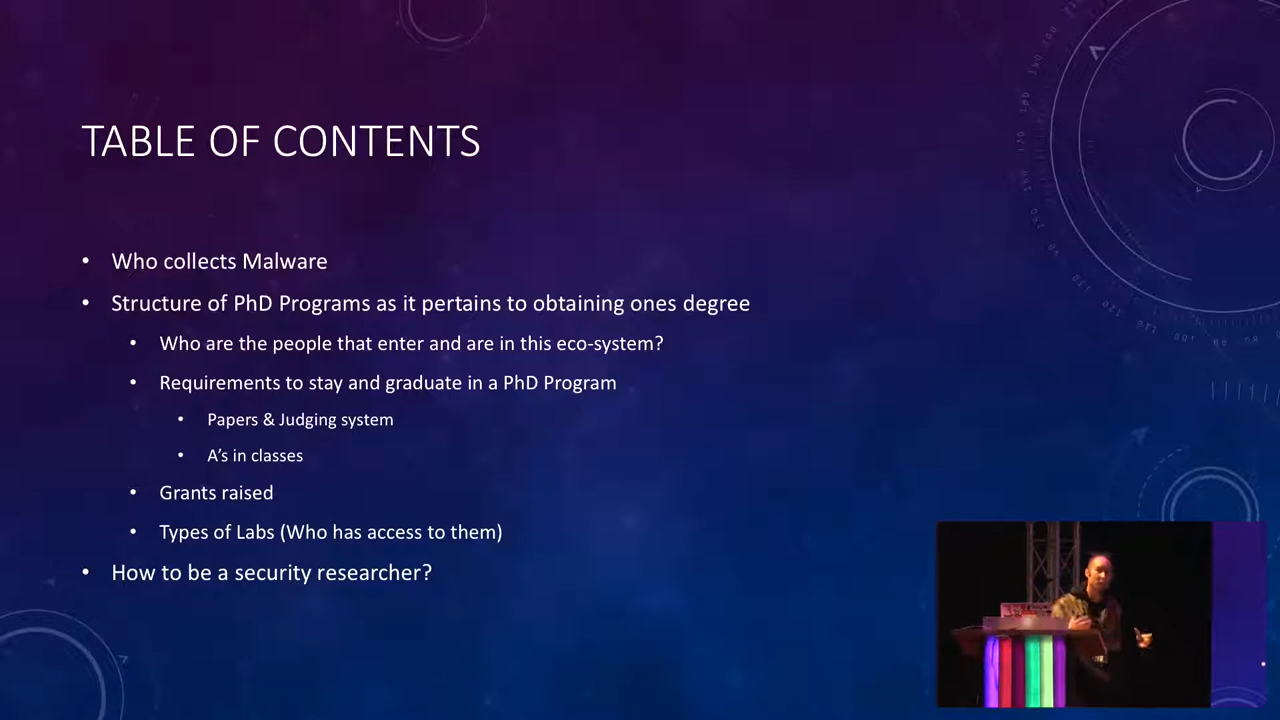 TABLE OF CONTENTS
• Who collects Malware
• Structure of PhD Programs as it pertains to obtaining ones degree
• Who are the people that enter and are in this eco-system?
• Requirements to stay and graduate in a PhD Program
• Papers & Judging system
• A's in classes
• Grants raised
• Types of Labs (Who has access to them)
• How to be a security researcher?